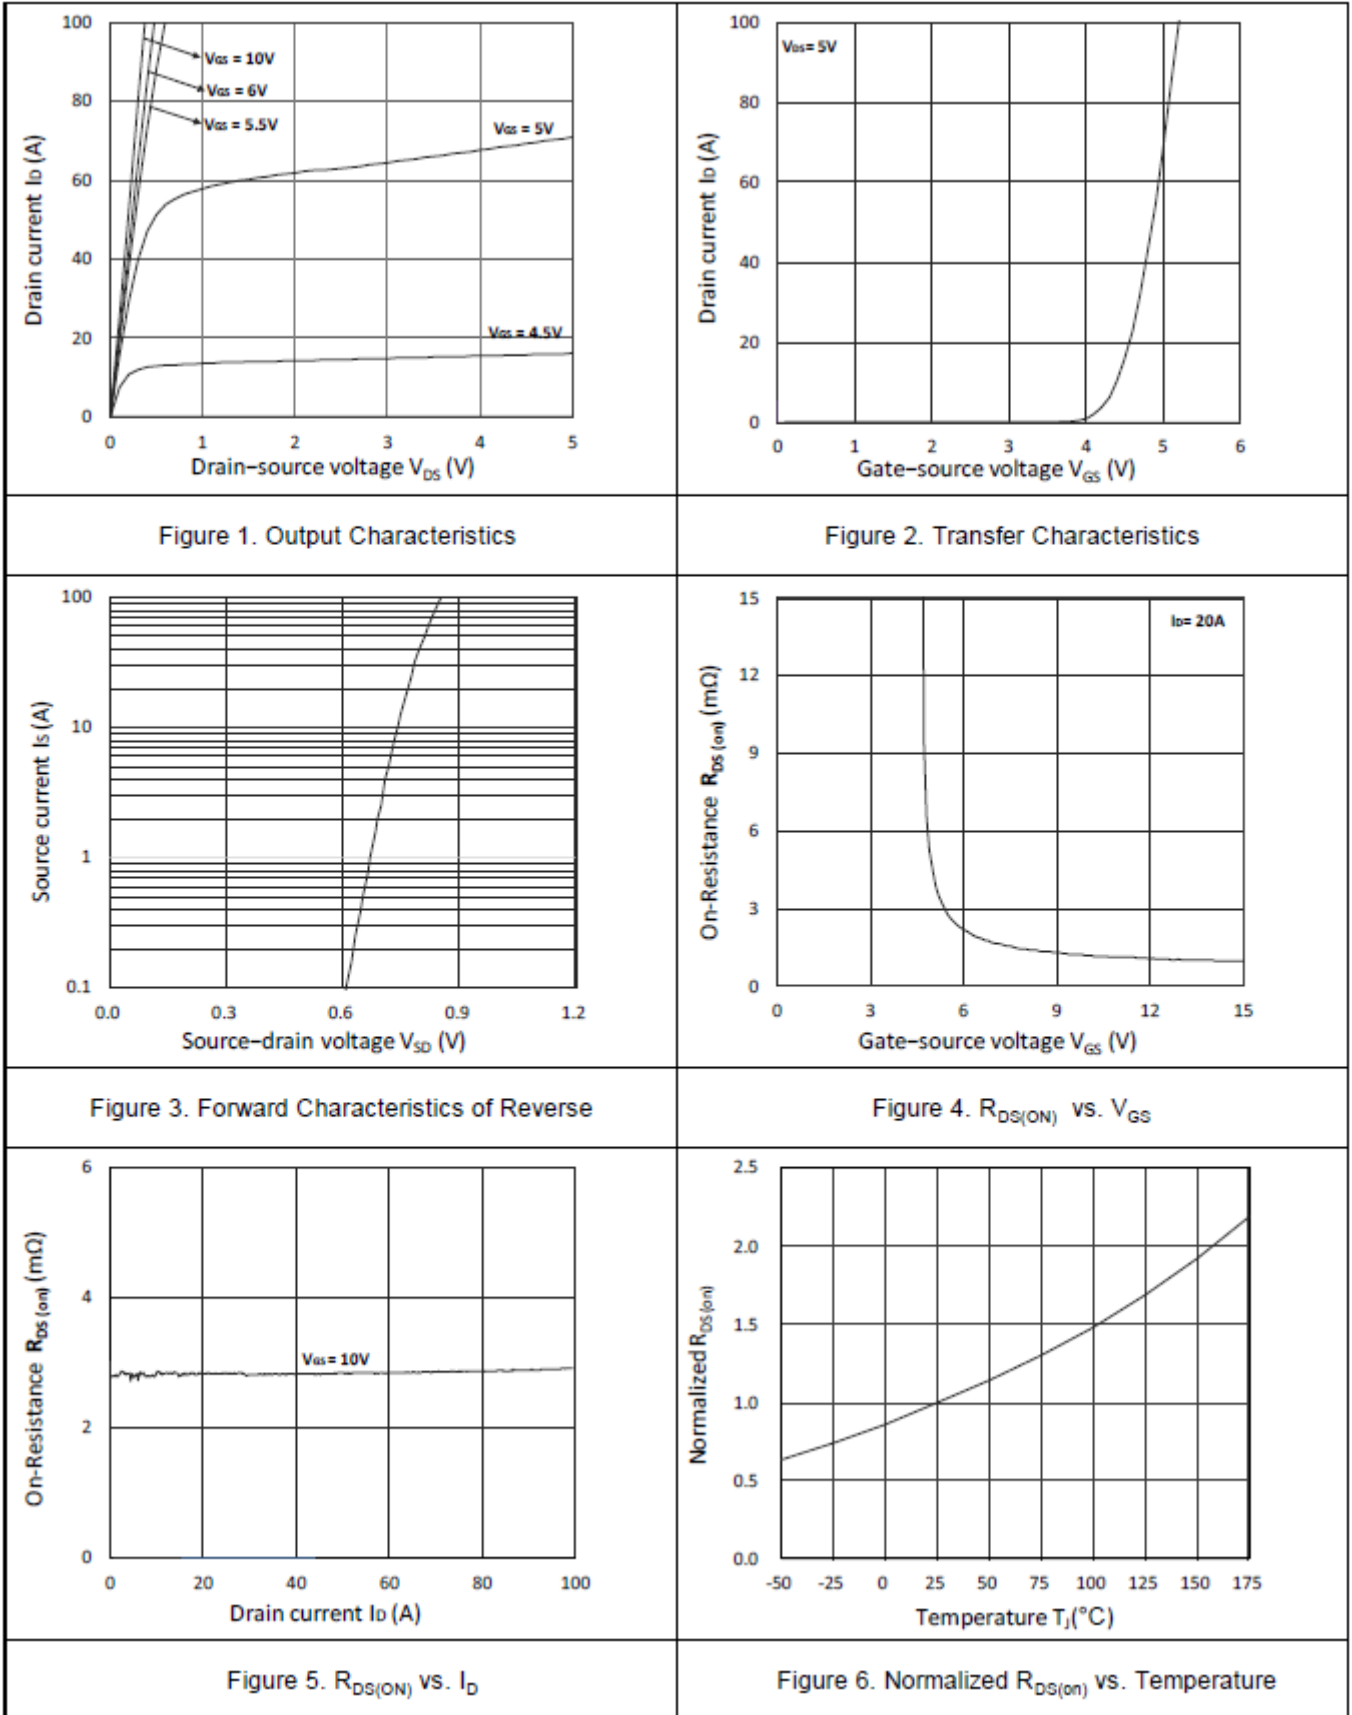 100
80
60
40
20
0
VGS = 10V
VGS = 6V
VGS = 5.5V
VGS = 5V
VGS = 4.5V
0 1 2 3 4 5
Drain current ID (A)
Drain–source voltage VDS (V)
Figure 1. Output Characteristics
100
80
60
40
20
0
VDS= 5V
0 1 2 3 4 5 6
Drain current ID (A)
Gate–source voltage VGS (V)
Figure 2. Transfer Characteristics
100
10
1
0.1
0.0 0.3 0.6 0.9 1.2
Source current IS (A)
Source–drain voltage VSD (V)
Figure 3. Forward Characteristics of Reverse
15
12
9
6
3
0
ID= 20A
0 3 6 9 12 15
On-Resistance RDS(on) (mΩ)
Gate–source voltage VGS (V)
Figure 4. RDS(ON) vs. VGS
6
4
2
0
VGS= 10V
0 20 40 60 80 100
On-Resistance RDS(on) (mΩ)
Drain current ID (A)
Figure 5. RDS(ON) vs. ID
2.5
2.0
1.5
1.0
0.5
0.0
-50 -25 0 25 50 75 100 125 150 175
Normalized RDS(on)
Temperature TJ(°C)
Figure 6. Normalized RDS(on) vs. Temperature